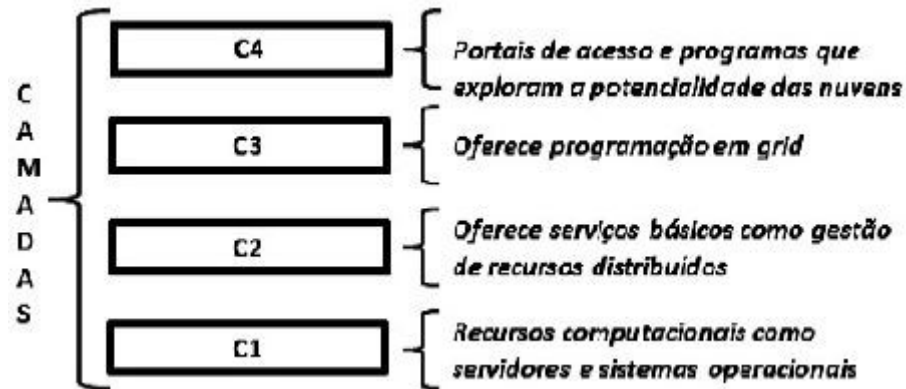 CAMADAS
C4
Portais de acesso e programas que
exploram a potencialidade das nuvens
C3
Oferece programação em grid
C2
Oferece serviços básicos como gestão
de recursos distribuídos
C1
Recursos computacionais como
servidores e sistemas operacionais